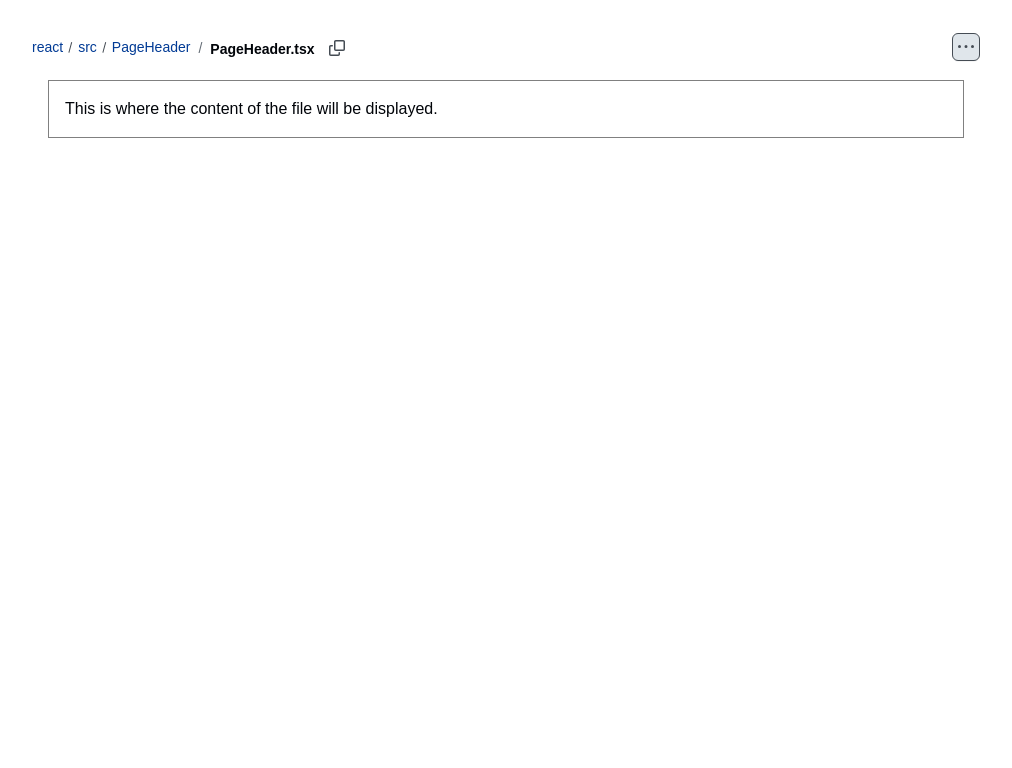 react / src / PageHeader / PageHeader.tsx
This is where the content of the file will be displayed.